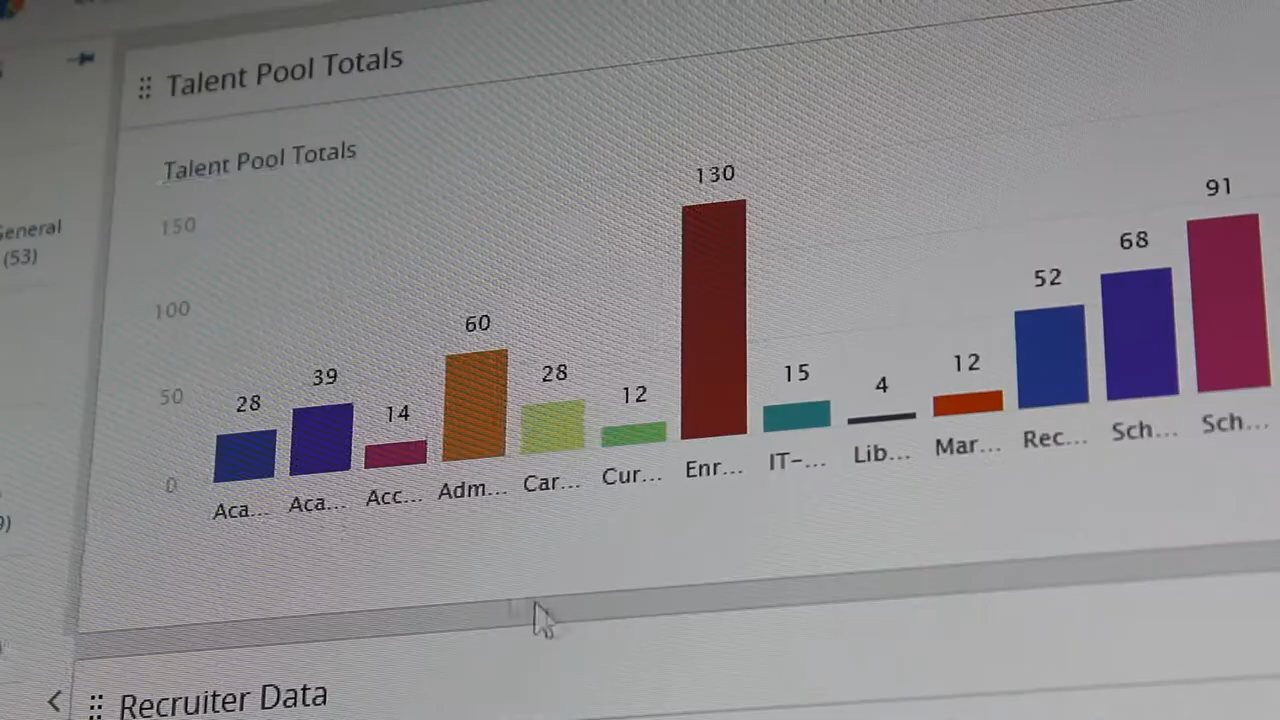 Talent Pool Totals
Talent Pool Totals
150
100
50
0
28
39
14
60
28
12
130
15
4
12
52
68
91
Aca...
Aca...
Acc...
Adm...
Car...
Cur...
Enr...
IT-...
Lib...
Mar...
Rec...
Sch...
Sch...
General
(53)
Recruiter Data